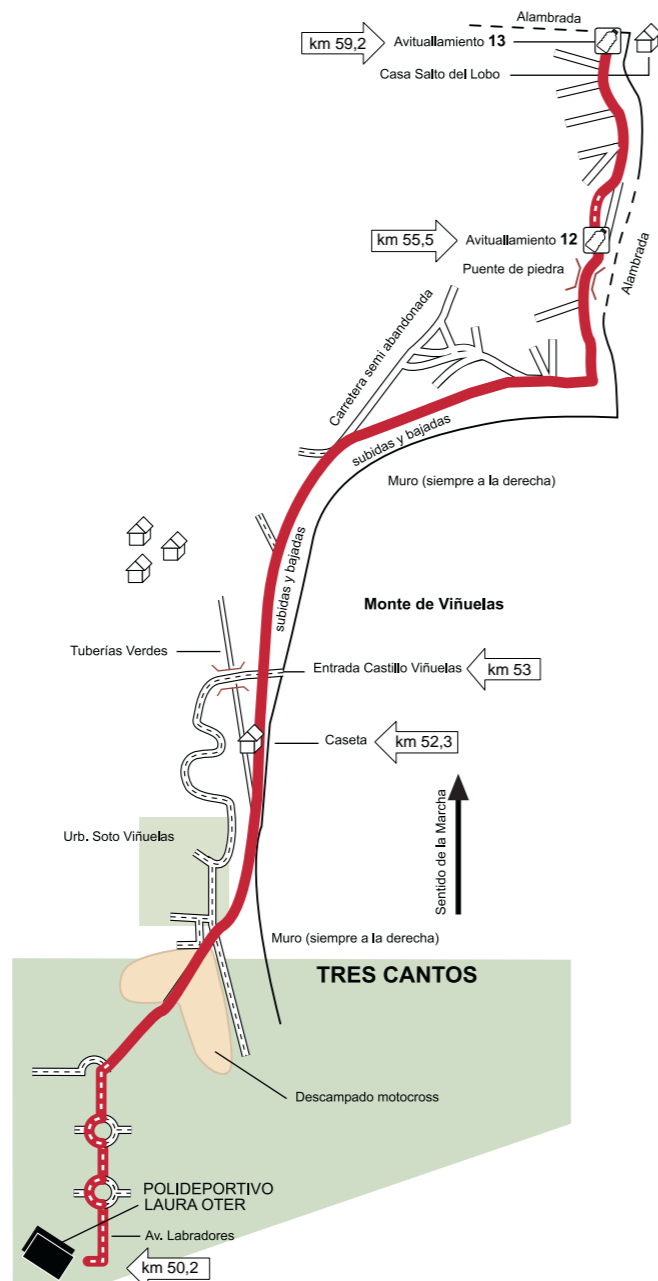 Alambrada
km 59,2
Avituallamiento 13
Casa Salto del Lobo
km 55,5
Avituallamiento 12
Puente de piedra
Alambrada
Carretera semi abandonada
subidas y bajadas
Muro (siempre a la derecha)
subidas y bajadas
Monte de Viñuelas
Tuberías Verdes
Entrada Castillo Viñuelas
km 53
Caseta
km 52,3
Sentido de la Marcha
Urb. Soto Viñuelas
Muro (siempre a la derecha)
TRES CANTOS
Descampado motocross
POLIDEPORTIVO
LAURA OTER
Av. Labradores
km 50,2